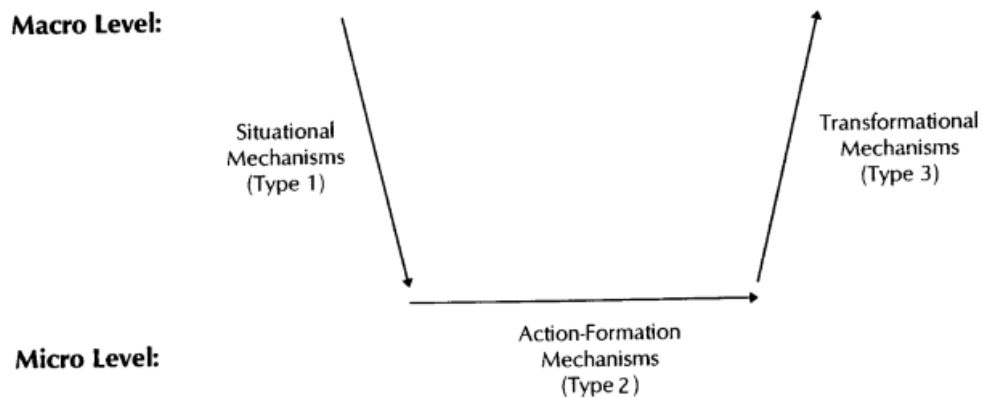 Macro Level:
Situational
Mechanisms
(Type 1)
Transformational
Mechanisms
(Type 3)
Action-Formation
Mechanisms
(Type 2)
Micro Level: